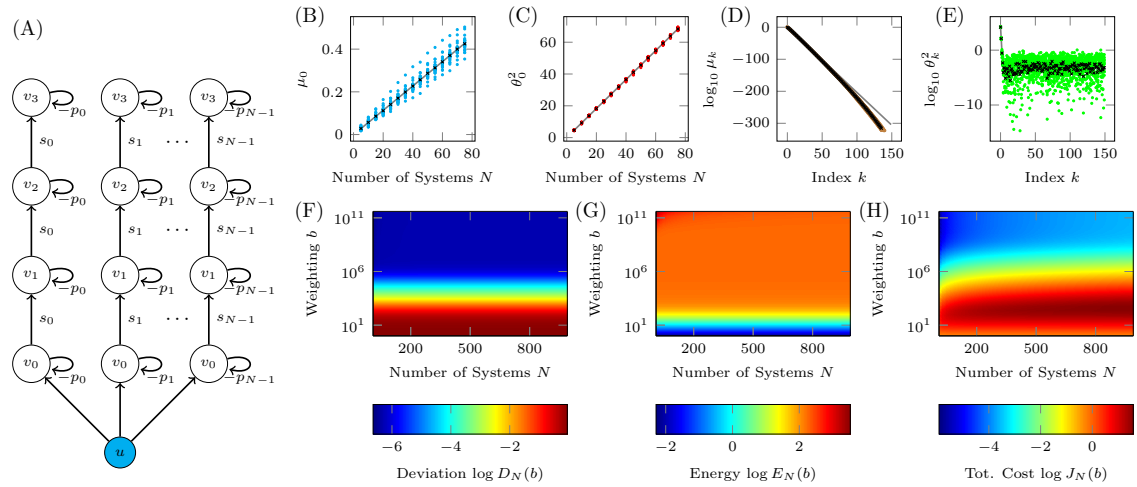 (A)
v3 v3 v3
−p0 −p1 −pN−1
s0 s1 ··· sN−1
v2 v2 v2
−p0 −p1 −pN−1
s0 s1 ··· sN−1
v1 v1 v1
−p0 −p1 −pN−1
s0 s1 ··· sN−1
v0 v0 v0
−p0 −p1 −pN−1
u
(B)
μ0
0.4
0.2
0
0 20 40 60 80
Number of Systems N
(C)
θ₀²
60
40
20
0
0 20 40 60 80
Number of Systems N
(D)
log10 μk
0
−100
−200
−300
0 50 100 150
Index k
(E)
log10 θk²
0
−10
0 50 100 150
Index k
(F)
Weighting b
10¹¹
10⁶
10¹
200 500 800
Number of Systems N
−6 −4 −2
Deviation log DN(b)
(G)
Weighting b
10¹¹
10⁶
10¹
200 500 800
Number of Systems N
−2 0 2
Energy log EN(b)
(H)
Weighting b
10¹¹
10⁶
10¹
200 500 800
Number of Systems N
−4 −2 0
Tot. Cost log JN(b)